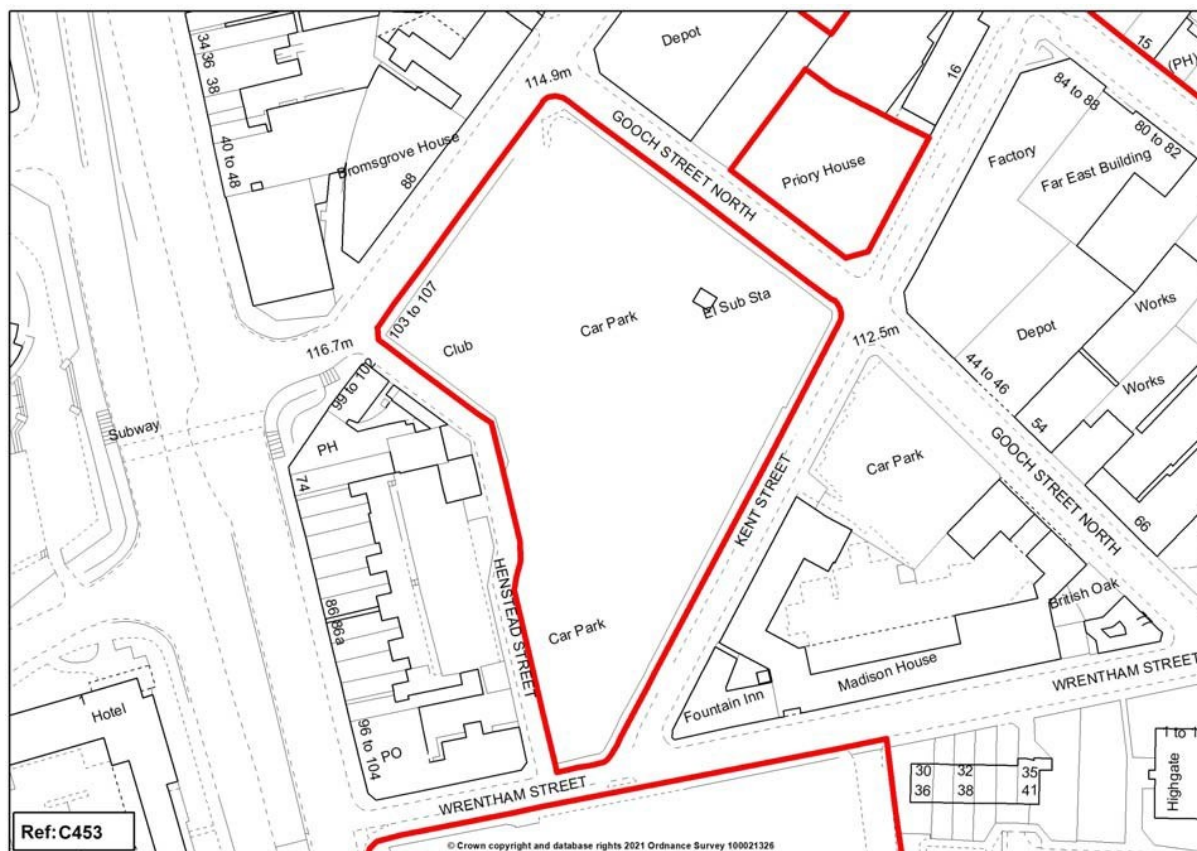 34
36
38
40 to 48
Bromsgrove House
88
114.9m
Depot
GOOCH STREET NORTH
Priory House
16
15
(PH)
84 to 88
80 to 82
Factory
Far East Building
Works
Depot
44 to 46
Works
54
66
GOOCH STREET NORTH
103 to 107
Club
Car Park
El Sub Sta
116.7m
112.5m
99 to 102
PH
74
Subway
Car Park
KENT STREET
HENSTEAD STREET
86
86a
Car Park
British Oak
Madison House
Fountain Inn
WRENTHAM STREET
Hotel
96 to 104
PO
WRENTHAM STREET
30 32 35
36 38 41
Highgate
Ref:C453
© Crown copyright and database rights 2021 Ordnance Survey 100021326